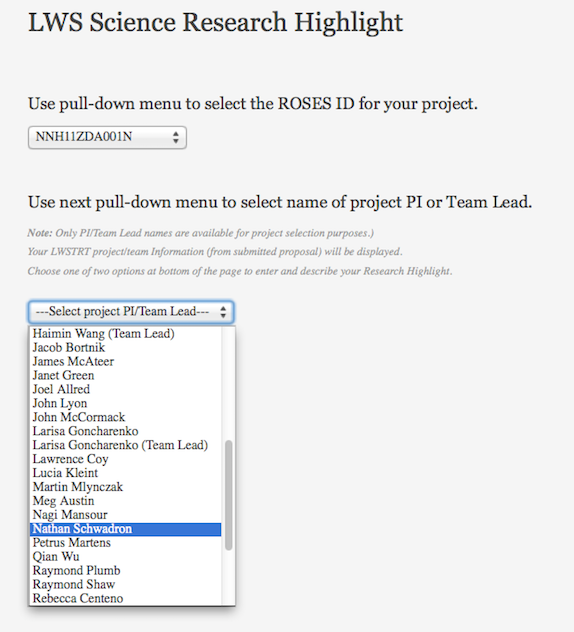 LWS Science Research Highlight
Use pull-down menu to select the ROSES ID for your project.
NNH11ZDA001N
Use next pull-down menu to select name of project PI or Team Lead.
Note: Only PI/Team Lead names are available for project selection purposes.)
Your LWSTRT project/team Information (from submitted proposal) will be displayed.
Choose one of two options at bottom of the page to enter and describe your Research Highlight.
---Select project PI/Team Lead---
Haimin Wang (Team Lead)
Jacob Bortnik
James McAteer
Janet Green
Joel Allred
John Lyon
John McCormack
Larisa Goncharenko
Larisa Goncharenko (Team Lead)
Lawrence Coy
Lucia Kleint
Martin Mlynczak
Meg Austin
Nagi Mansour
Nathan Schwadron
Petrus Martens
Qian Wu
Raymond Plumb
Raymond Shaw
Rebecca Centeno